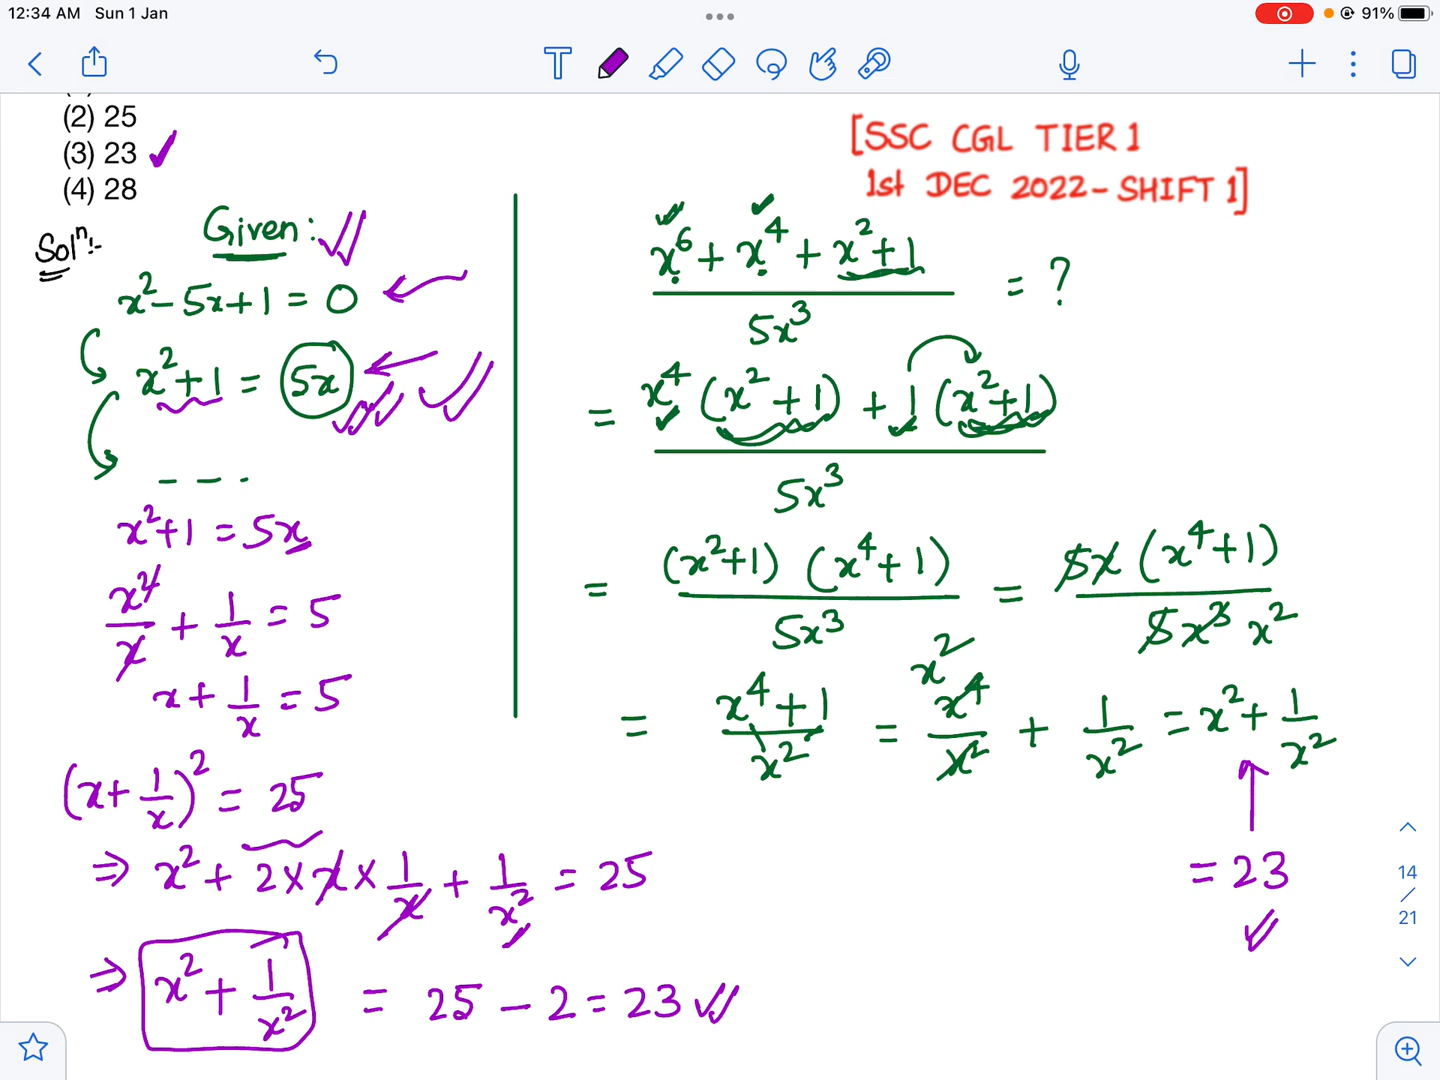 12:34 AM Sun 1 Jan
91%
(2) 25
(3) 23
(4) 28
[SSC CGL TIER 1
1st DEC 2022 - SHIFT 1]
Solⁿ:-
Given:
x² - 5x + 1 = 0
x² + 1 = 5x
- - -
x² + 1 = 5x
x²/x + 1/x = 5
x + 1/x = 5
(x + 1/x)² = 25
⇒ x² + 2 × x × 1/x + 1/x² = 25
⇒ x² + 1/x² = 25 - 2 = 23
x⁶ + x⁴ + x² + 1 / 5x³ = ?
= x⁴ (x² + 1) + 1 (x² + 1) / 5x³
= (x² + 1) (x⁴ + 1) / 5x³ = 5x (x⁴ + 1) / 5x³ x²
= x⁴ + 1 / x² = x² x⁴ / x² + 1/x² = x² + 1/x²
= 23
14
/
21